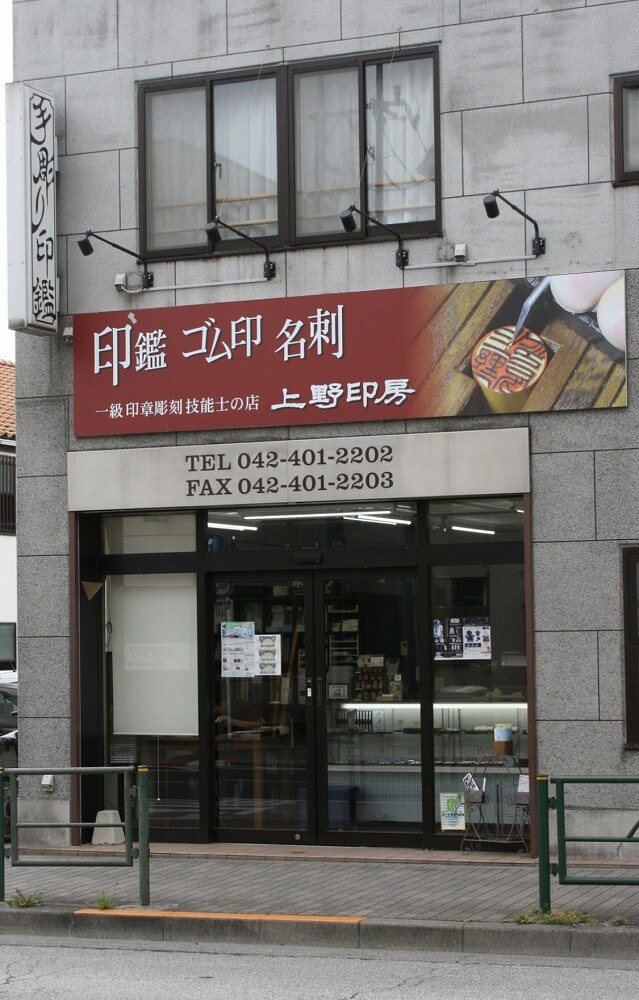 手彫り印鑑
印鑑 ゴム印 名刺
一級印章彫刻技能士の店 上野印房
TEL 042-401-2202
FAX 042-401-2203